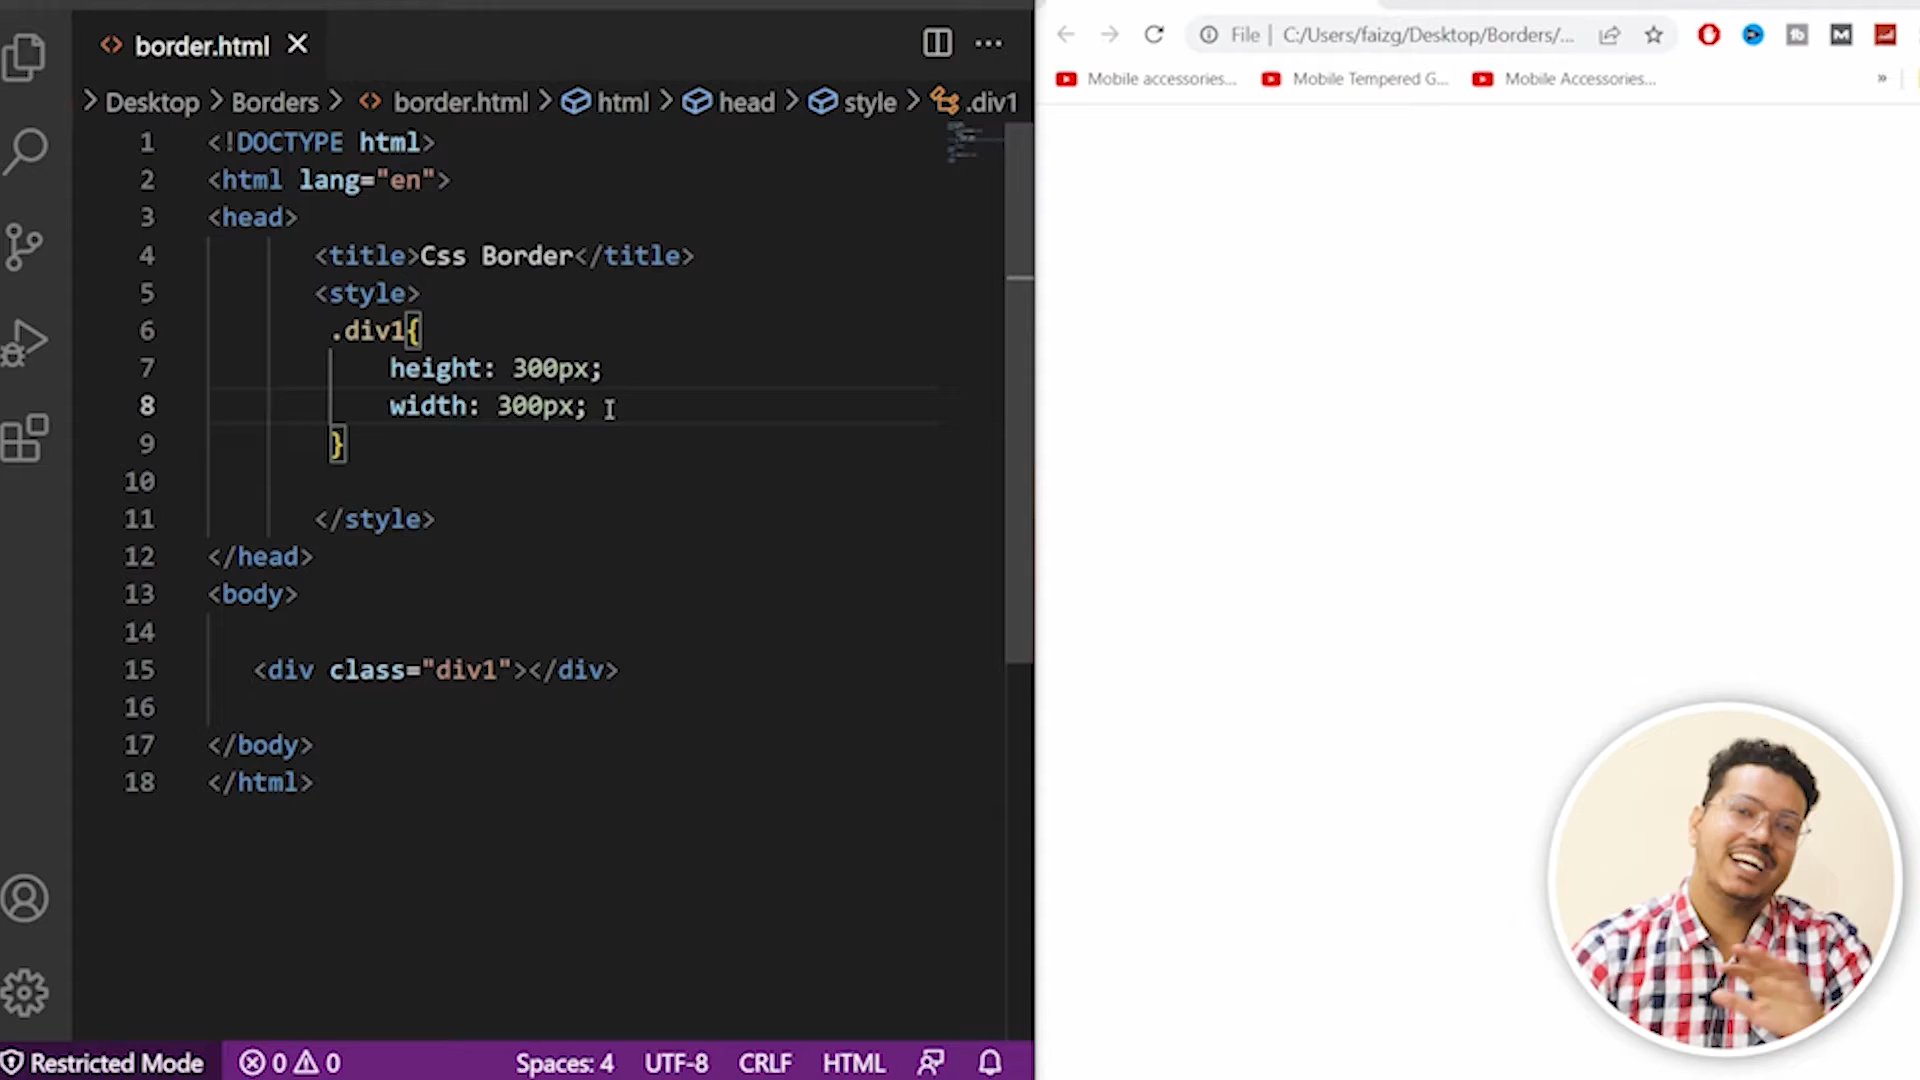 border.html
Desktop Borders border.html html head style .div1
1 <!DOCTYPE html>
2 <html lang="en">
3 <head>
4 <title>Css Border</title>
5 <style>
6 .div1{
7 height: 300px;
8 width: 300px;
9 }
10
11 </style>
12 </head>
13 <body>
14
15 <div class="div1"></div>
16
17 </body>
18 </html>
Restricted Mode 0 0 Spaces: 4 UTF-8 CRLF HTML
File | C:/Users/faizg/Desktop/Borders/...
Mobile accessories... Mobile Tempered G... Mobile Accessories... »